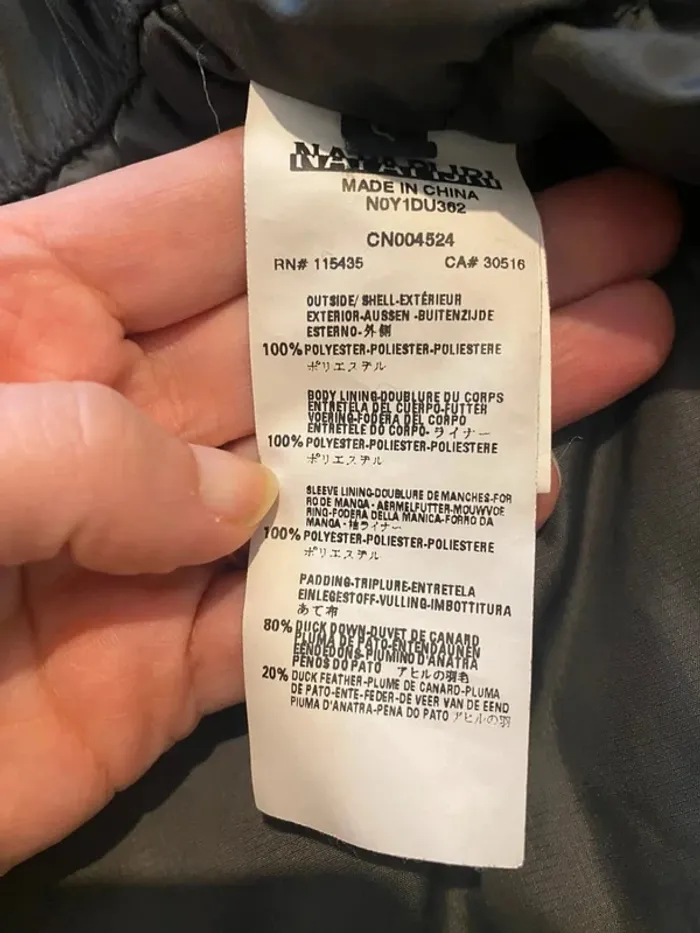 NAPAPIJRI
MADE IN CHINA
N0Y1DU362
CN004524
RN# 115435 CA# 30516
OUTSIDE/ SHELL-EXTÉRIEUR
EXTERIOR-AUSSEN -BUITENZIJDE
ESTERNO-外側
100% POLYESTER-POLIESTER-POLIESTERE
ポリエステル
BODY LINING-DOUBLURE DU CORPS
ENTRETELA DEL CUERPO-FUTTER
VOERING-FODERA DEL CORPO
ENTRETELE DO CORPO- ライナー
100% POLYESTER-POLIESTER-POLIESTERE
ポリエステル
SLEEVE LINING-DOUBLURE DE MANCHES-FOR
RO DE MANGA - AERMELFUTTER-MOUWVOE
RING-FODERA DELLA MANICA-FORRO DA
MANGA - 袖ライナー
100% POLYESTER-POLIESTER-POLIESTERE
ポリエステル
PADDING-TRIPLURE-ENTRETELA
EINLEGESTOFF-VULLING-IMBOTTITURA
あて布
80% DUCK DOWN-DUVET DE CANARD
PLUMA DE PATO-ENTENDAUNEN
EENDEDONS-PIUMINO D'ANATRA
PENOS DO PATO アヒルの羽毛
20% DUCK FEATHER-PLUME DE CANARD-PLUMA
DE PATO-ENTE-FEDER-DE VEER VAN DE EEND
PIUMA D'ANATRA-PENA DO PATO アヒルの羽